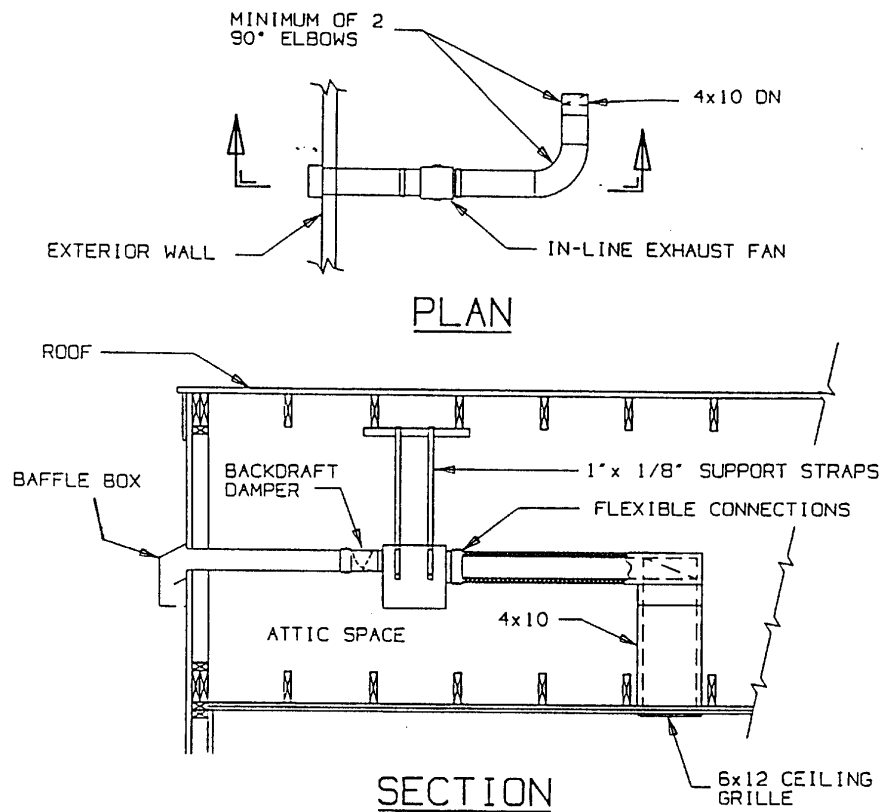 MINIMUM OF 2
90° ELBOWS
4x10 DN
EXTERIOR WALL
IN-LINE EXHAUST FAN
PLAN
ROOF
BAFFLE BOX
BACKDRAFT
DAMPER
1"x 1/8" SUPPORT STRAPS
FLEXIBLE CONNECTIONS
4x10
ATTIC SPACE
6x12 CEILING
GRILLE
SECTION